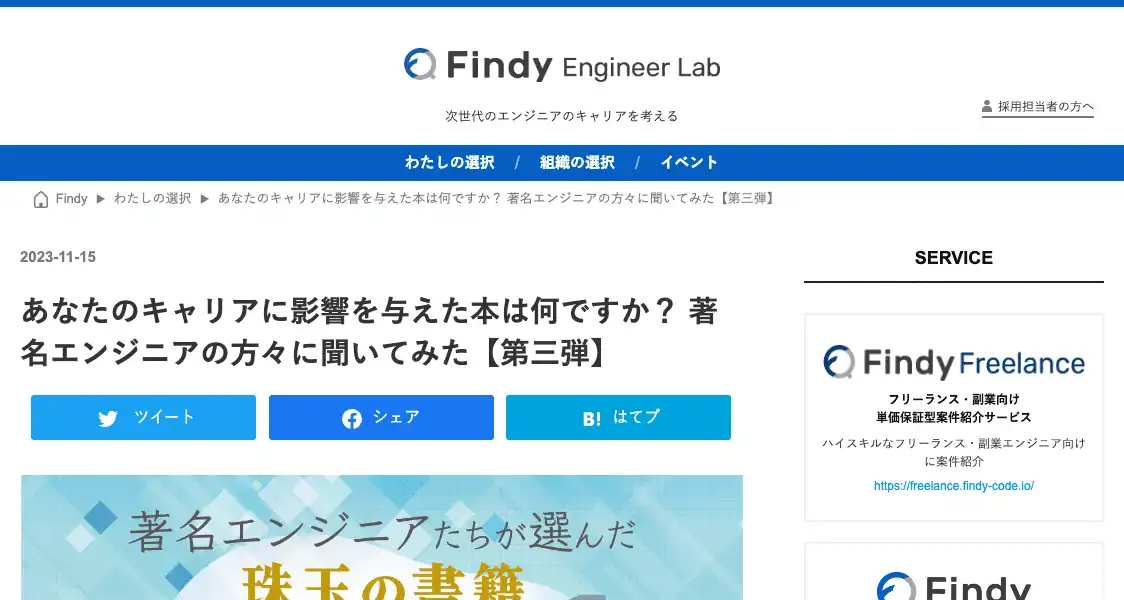 Findy Engineer Lab
次世代のエンジニアのキャリアを考える
採用担当者の方へ
わたしの選択 / 組織の選択 / イベント
Findy ▶ わたしの選択 ▶ あなたのキャリアに影響を与えた本は何ですか? 著名エンジニアの方々に聞いてみた【第三弾】
2023-11-15
あなたのキャリアに影響を与えた本は何ですか? 著
名エンジニアの方々に聞いてみた【第三弾】
ツイート
シェア
B! はてブ
著名エンジニアたちが選んだ
珠玉の書籍
SERVICE
Findy Freelance
フリーランス・副業向け
単価保証型案件紹介サービス
ハイスキルなフリーランス・副業エンジニア向け
に案件紹介
https://freelance.findy-code.io/
Findy